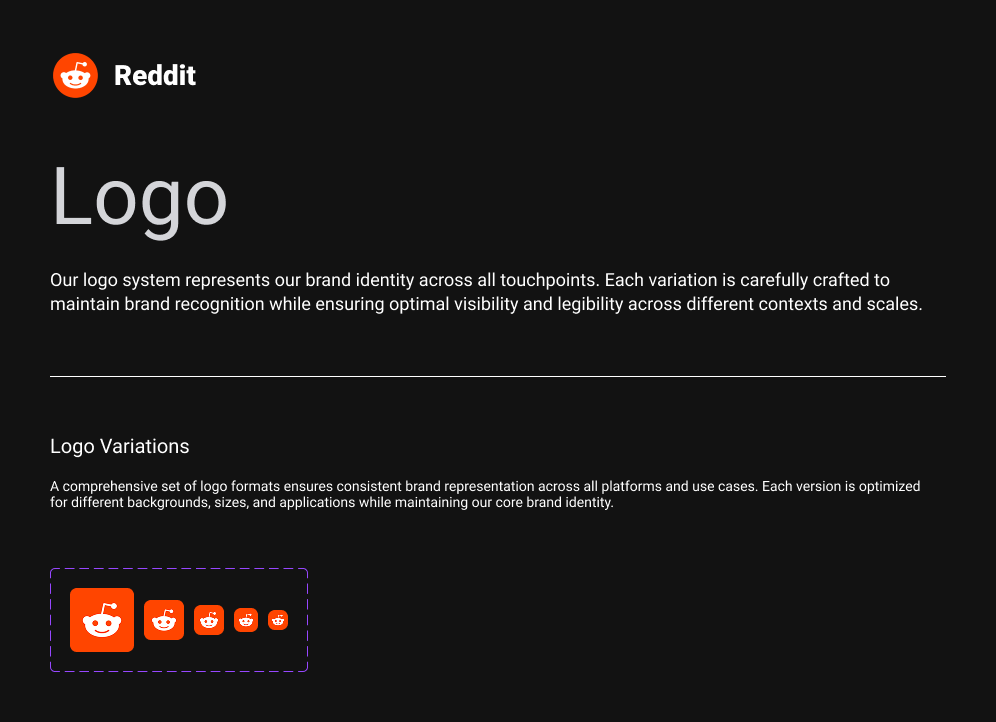 Reddit
Logo
Our logo system represents our brand identity across all touchpoints. Each variation is carefully crafted to
maintain brand recognition while ensuring optimal visibility and legibility across different contexts and scales.
Logo Variations
A comprehensive set of logo formats ensures consistent brand representation across all platforms and use cases. Each version is optimized
for different backgrounds, sizes, and applications while maintaining our core brand identity.